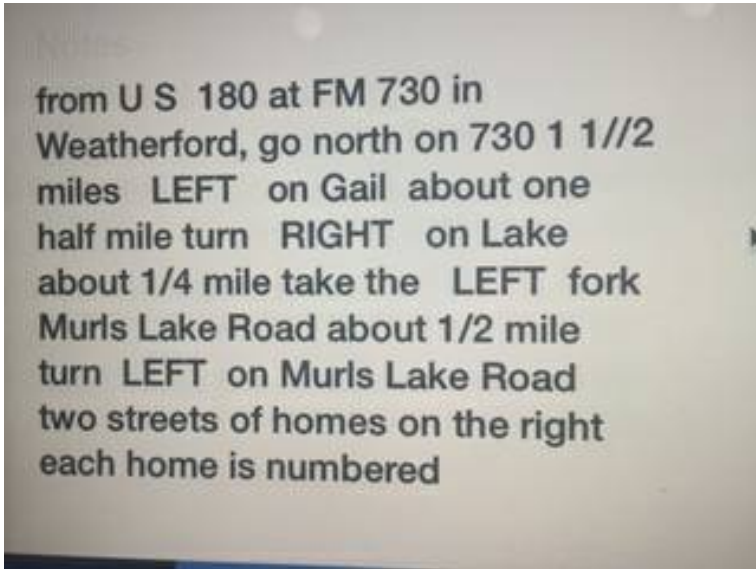 Notes
from U S 180 at FM 730 in
Weatherford, go north on 730 1 1//2
miles LEFT on Gail about one
half mile turn RIGHT on Lake
about 1/4 mile take the LEFT fork
Murls Lake Road about 1/2 mile
turn LEFT on Murls Lake Road
two streets of homes on the right
each home is numbered